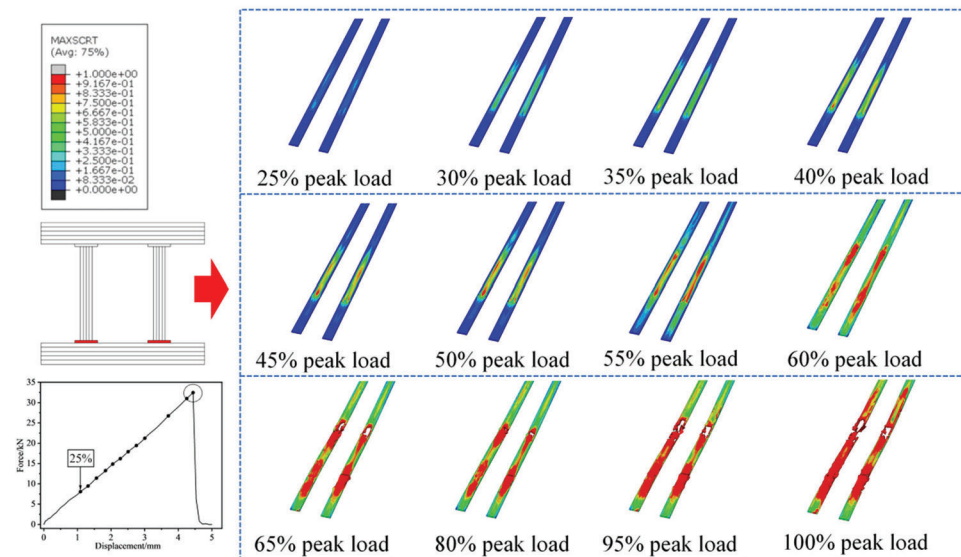 MAXSCRT
(Avg: 75%)
+1.000e+00
+9.167e-01
+8.333e-01
+7.500e-01
+6.667e-01
+5.833e-01
+5.000e-01
+4.167e-01
+3.333e-01
+2.500e-01
+1.667e-01
+8.333e-02
+0.000e+00
25% peak load
30% peak load
35% peak load
40% peak load
45% peak load
50% peak load
55% peak load
60% peak load
65% peak load
80% peak load
95% peak load
100% peak load
Force/kN
35
30
25
20
15
10
5
0
25%
0 1 2 3 4 5
Displacement/mm